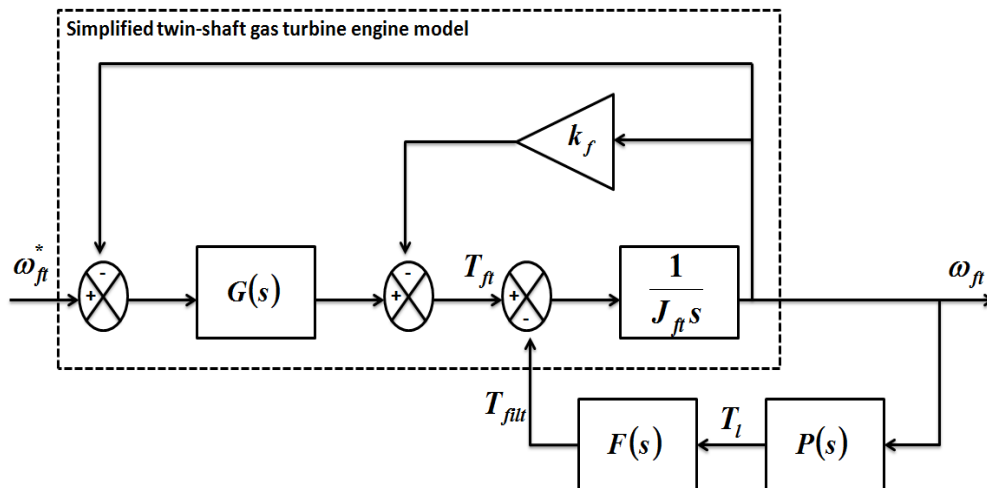 Simplified twin-shaft gas turbine engine model
k_f
ω*_ft
-
+
G(s)
-
+
T_ft
+
-
1
J_ft s
ω_ft
T_filt
F(s)
T_l
P(s)